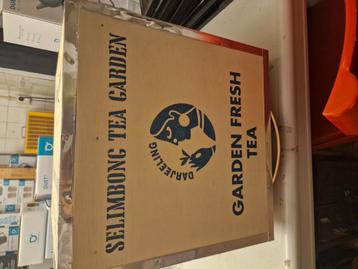 SELIMBONG TEA GARDEN
DARJEELING
GARDEN FRESH
TEA